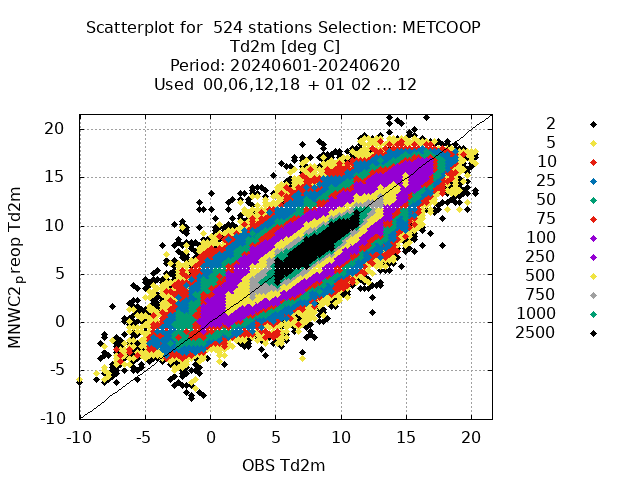 Scatterplot for 524 stations Selection: METCOOP
Td2m [deg C]
Period: 20240601-20240620
Used 00,06,12,18 + 01 02 ... 12
MNWC2_preop Td2m
20
15
10
5
0
-5
-10
-10 -5 0 5 10 15 20
OBS Td2m
2
5
10
25
50
75
100
250
500
750
1000
2500